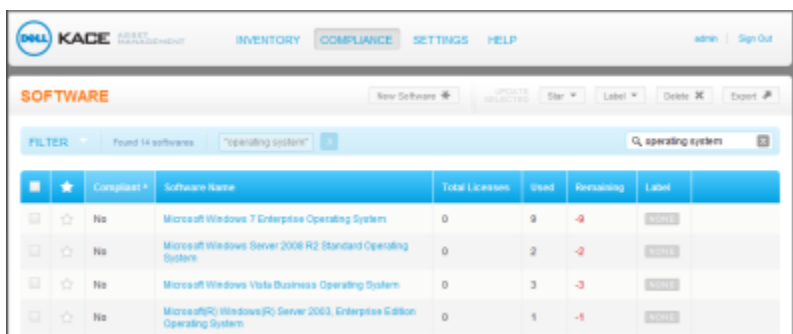 DELL KACE ASSET MANAGEMENT INVENTORY COMPLIANCE SETTINGS HELP admin Sign Out
SOFTWARE New Software UPDATE SELECTED Star Label Delete Export
FILTER Found 14 softwares "operating system" x operating system
Compliant Software Name Total Licenses Used Remaining Label
No Microsoft Windows 7 Enterprise Operating System 0 9 -9 NONE
No Microsoft Windows Server 2008 R2 Standard Operating
System 0 2 -2 NONE
No Microsoft Windows Vista Business Operating System 0 3 -3 NONE
No Microsoft(R) Windows(R) Server 2003, Enterprise Edition
Operating System 0 1 -1 NONE